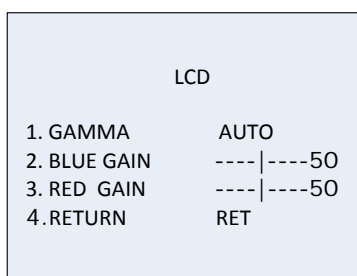 LCD
1. GAMMA AUTO
2. BLUE GAIN ----|----50
3. RED GAIN ----|----50
4.RETURN RET